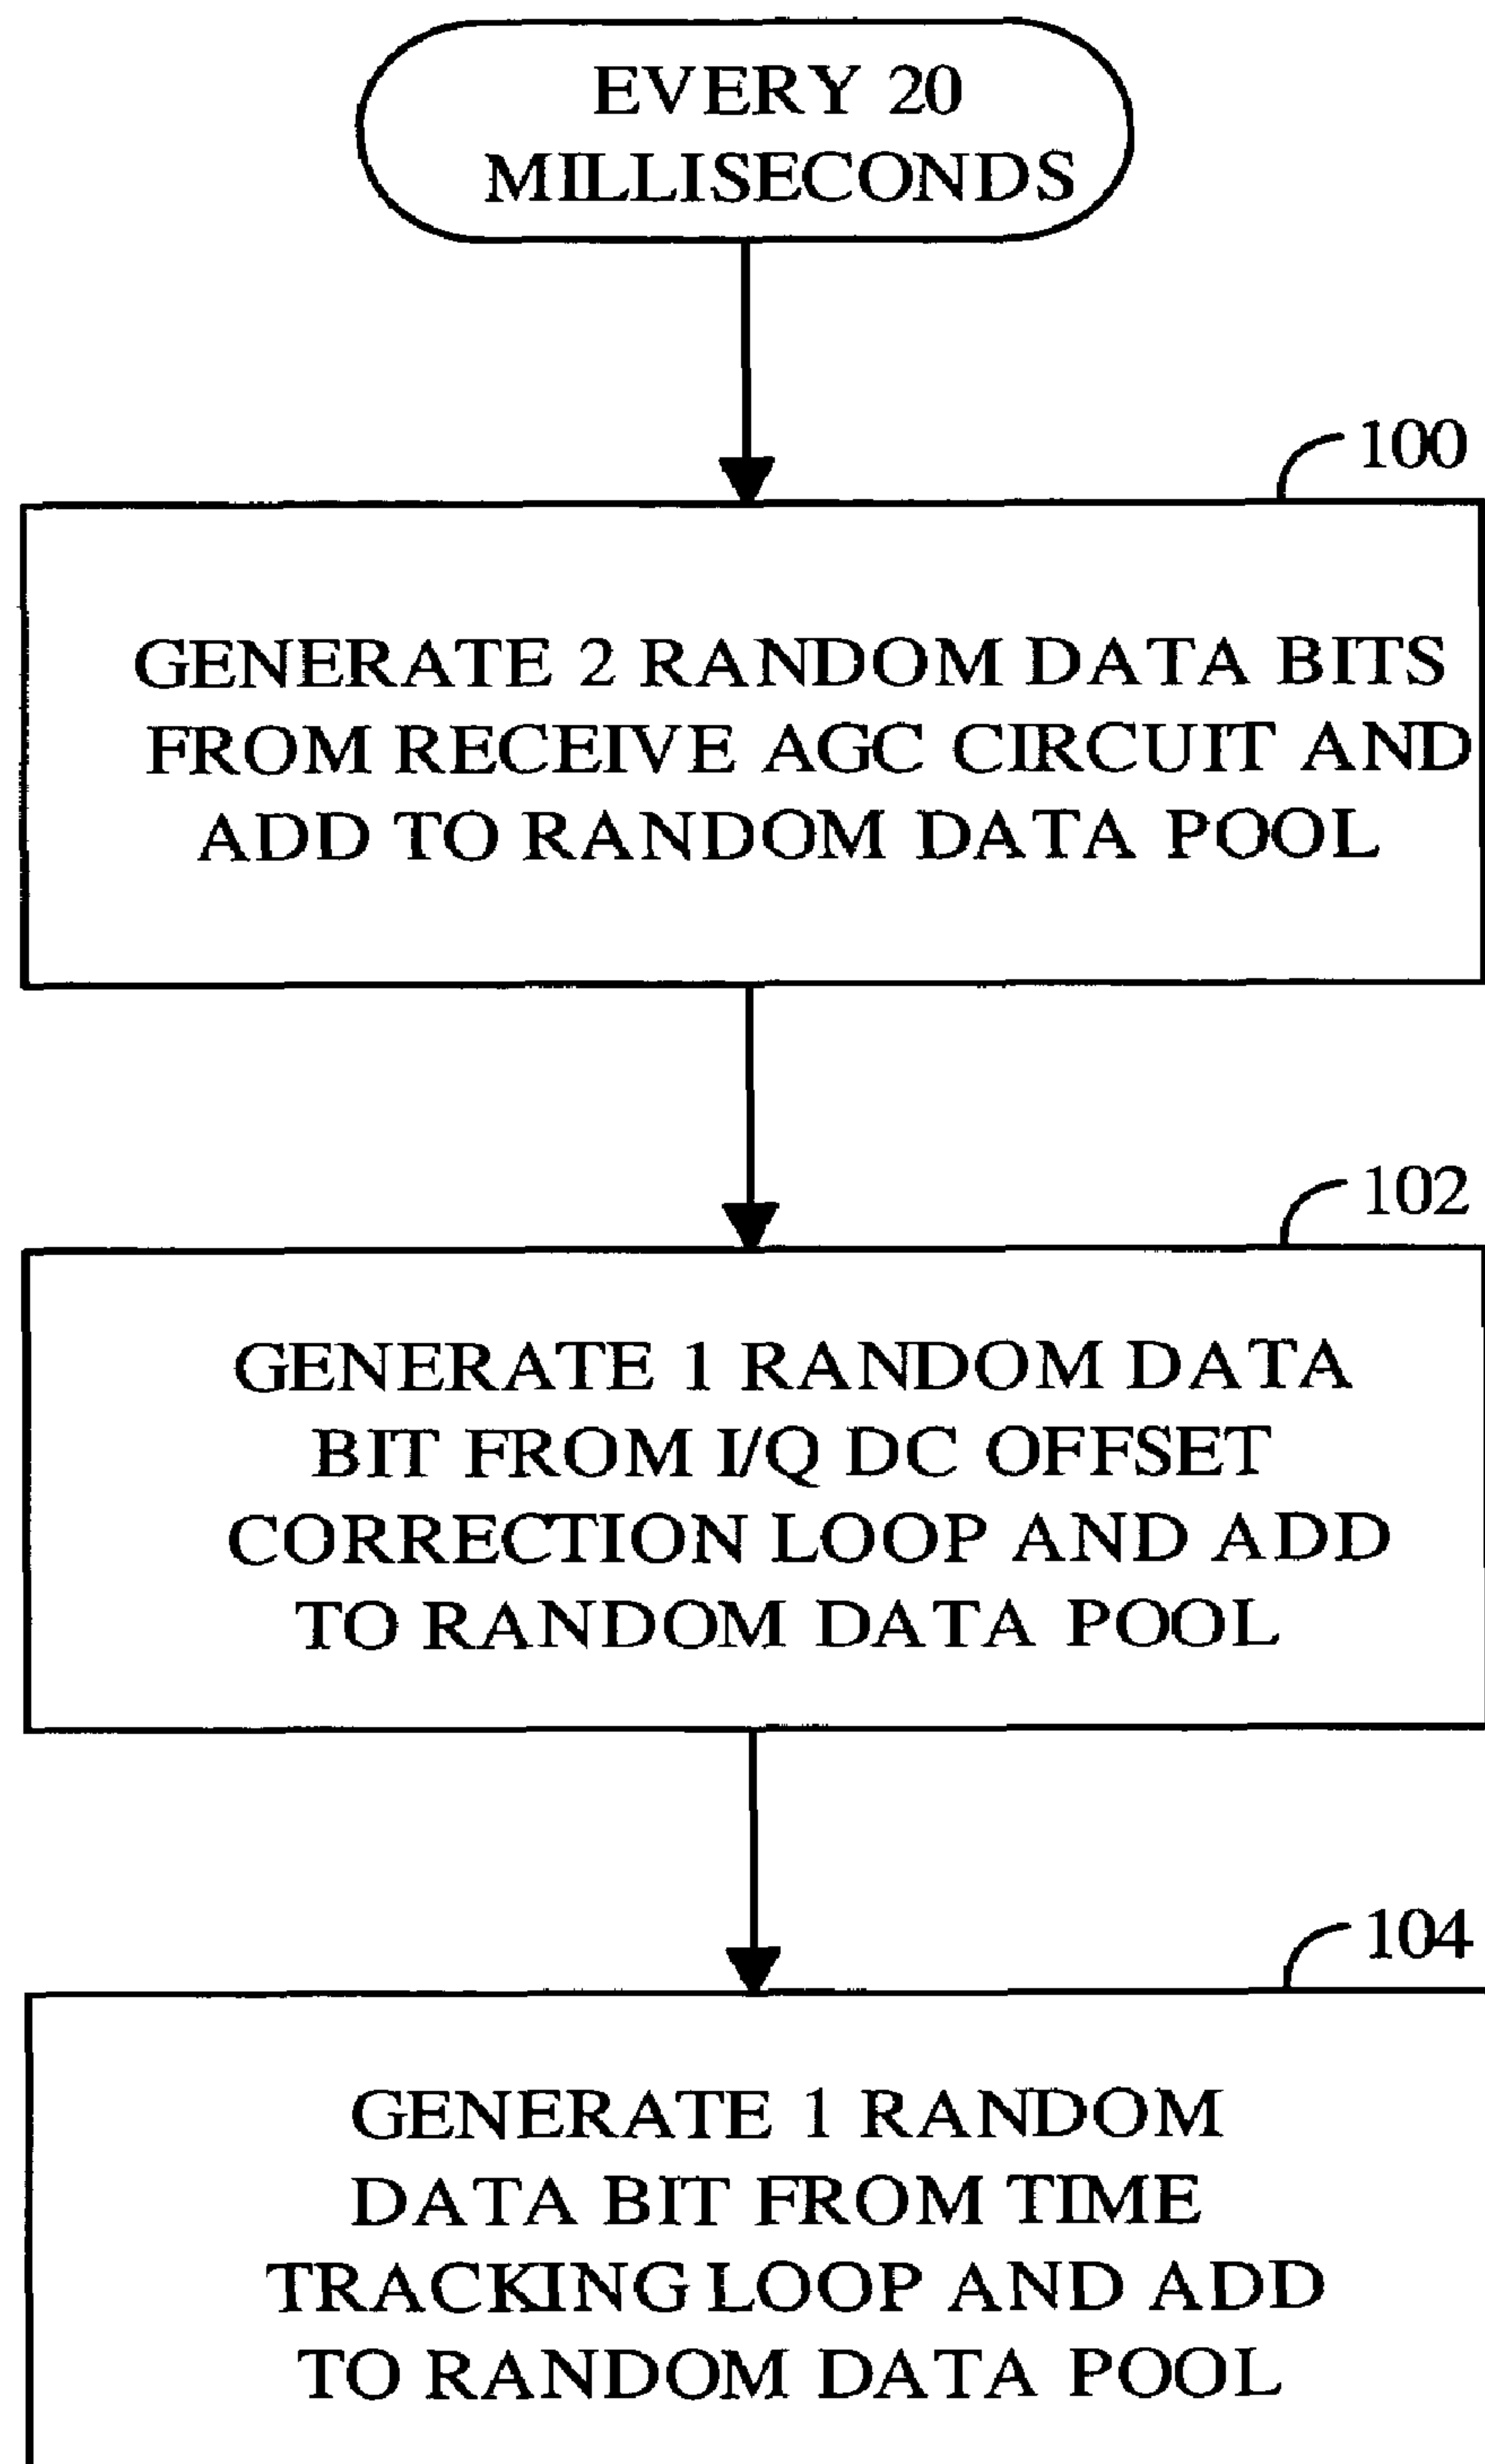 EVERY 20
MILLISECONDS
100
GENERATE 2 RANDOM DATA BITS
FROM RECEIVE AGC CIRCUIT AND
ADD TO RANDOM DATA POOL
102
GENERATE 1 RANDOM DATA
BIT FROM I/Q DC OFFSET
CORRECTION LOOP AND ADD
TO RANDOM DATA POOL
104
GENERATE 1 RANDOM
DATA BIT FROM TIME
TRACKING LOOP AND ADD
TO RANDOM DATA POOL